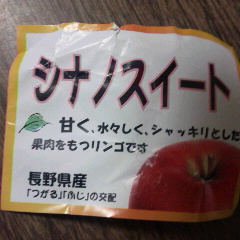 シナノスイート
甘く、水々しく、シャッキリとした
果肉をもつリンゴです
長野県産
「つがる」「ふじ」の交配